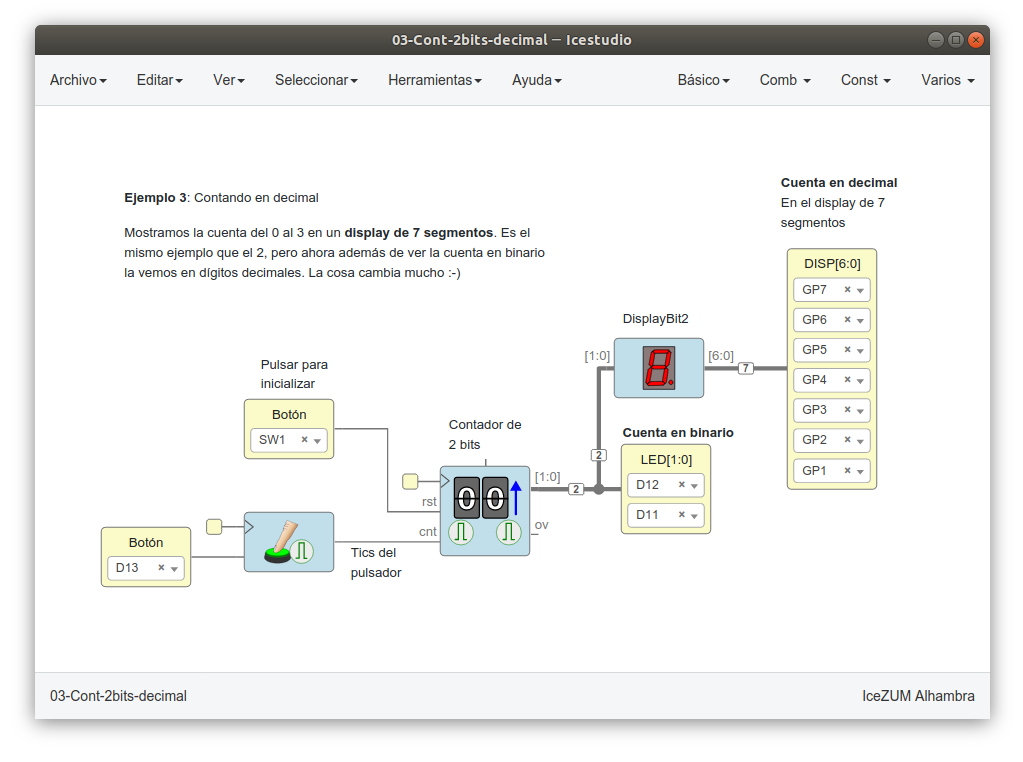 03-Cont-2bits-decimal — Icestudio
Archivo Editar Ver Seleccionar Herramientas Ayuda Básico Comb Const Varios
Ejemplo 3: Contando en decimal
Mostramos la cuenta del 0 al 3 en un display de 7 segmentos. Es el
mismo ejemplo que el 2, pero ahora además de ver la cuenta en binario
la vemos en dígitos decimales. La cosa cambia mucho :-)
Cuenta en decimal
En el display de 7
segmentos
DISP[6:0]
GP7
GP6
GP5
GP4
GP3
GP2
GP1
DisplayBit2
[1:0]
8.
[6:0]
7
Pulsar para
inicializar
Botón
SW1
Contador de
2 bits
rst
cnt
00
[1:0]
ov
2
2
Cuenta en binario
LED[1:0]
D12
D11
Botón
D13
Tics del
pulsador
03-Cont-2bits-decimal
IceZUM Alhambra